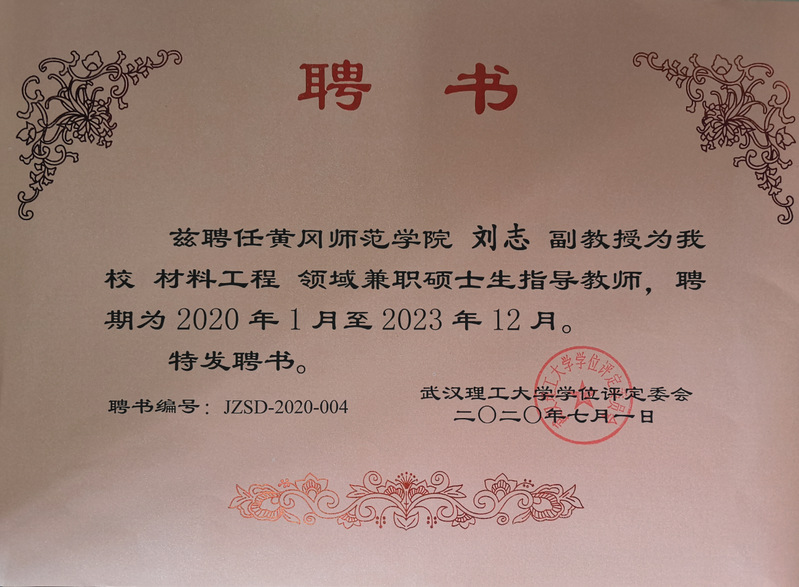 聘书
兹聘任黄冈师范学院 刘志 副教授为我
校 材料工程 领域兼职硕士生指导教师，聘
期为 2020 年 1 月至 2023 年 12 月。
特发聘书。
聘书编号：JZSD-2020-004
武汉理工大学学位评定委会
二〇二〇年七月一日